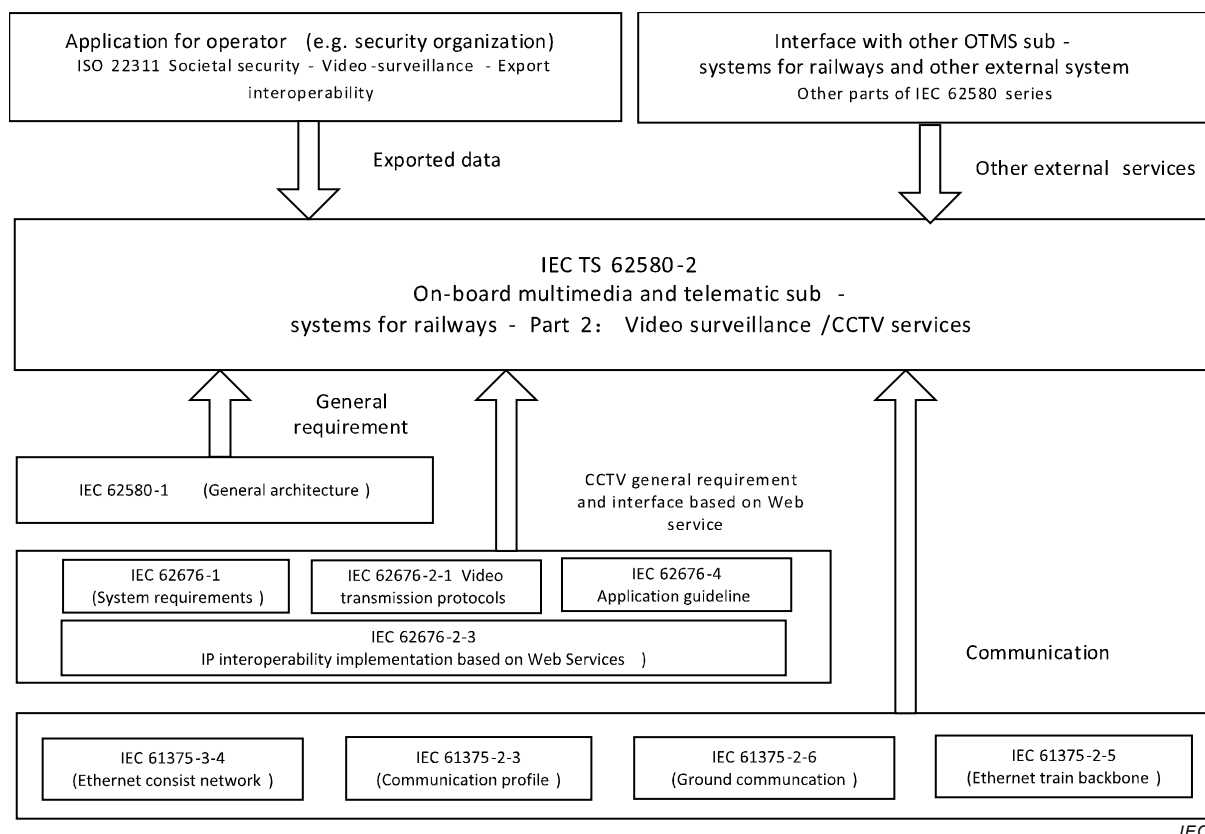 Application for operator (e.g. security organization)
ISO 22311 Societal security - Video-surveillance - Export
interoperability
Interface with other OTMS sub -
systems for railways and other external system
Other parts of IEC 62580 series
Exported data
Other external services
IEC TS 62580-2
On-board multimedia and telematic sub -
systems for railways - Part 2: Video surveillance /CCTV services
General
requirement
IEC 62580-1 (General architecture )
CCTV general requirement
and interface based on Web
service
IEC 62676-1
(System requirements )
IEC 62676-2-1 Video
transmission protocols
IEC 62676-4
Application guideline
IEC 62676-2-3
IP interoperability implementation based on Web Services )
Communication
IEC 61375-3-4
(Ethernet consist network )
IEC 61375-2-3
(Communication profile )
IEC 61375-2-6
(Ground communcation )
IEC 61375-2-5
(Ethernet train backbone )
IEC